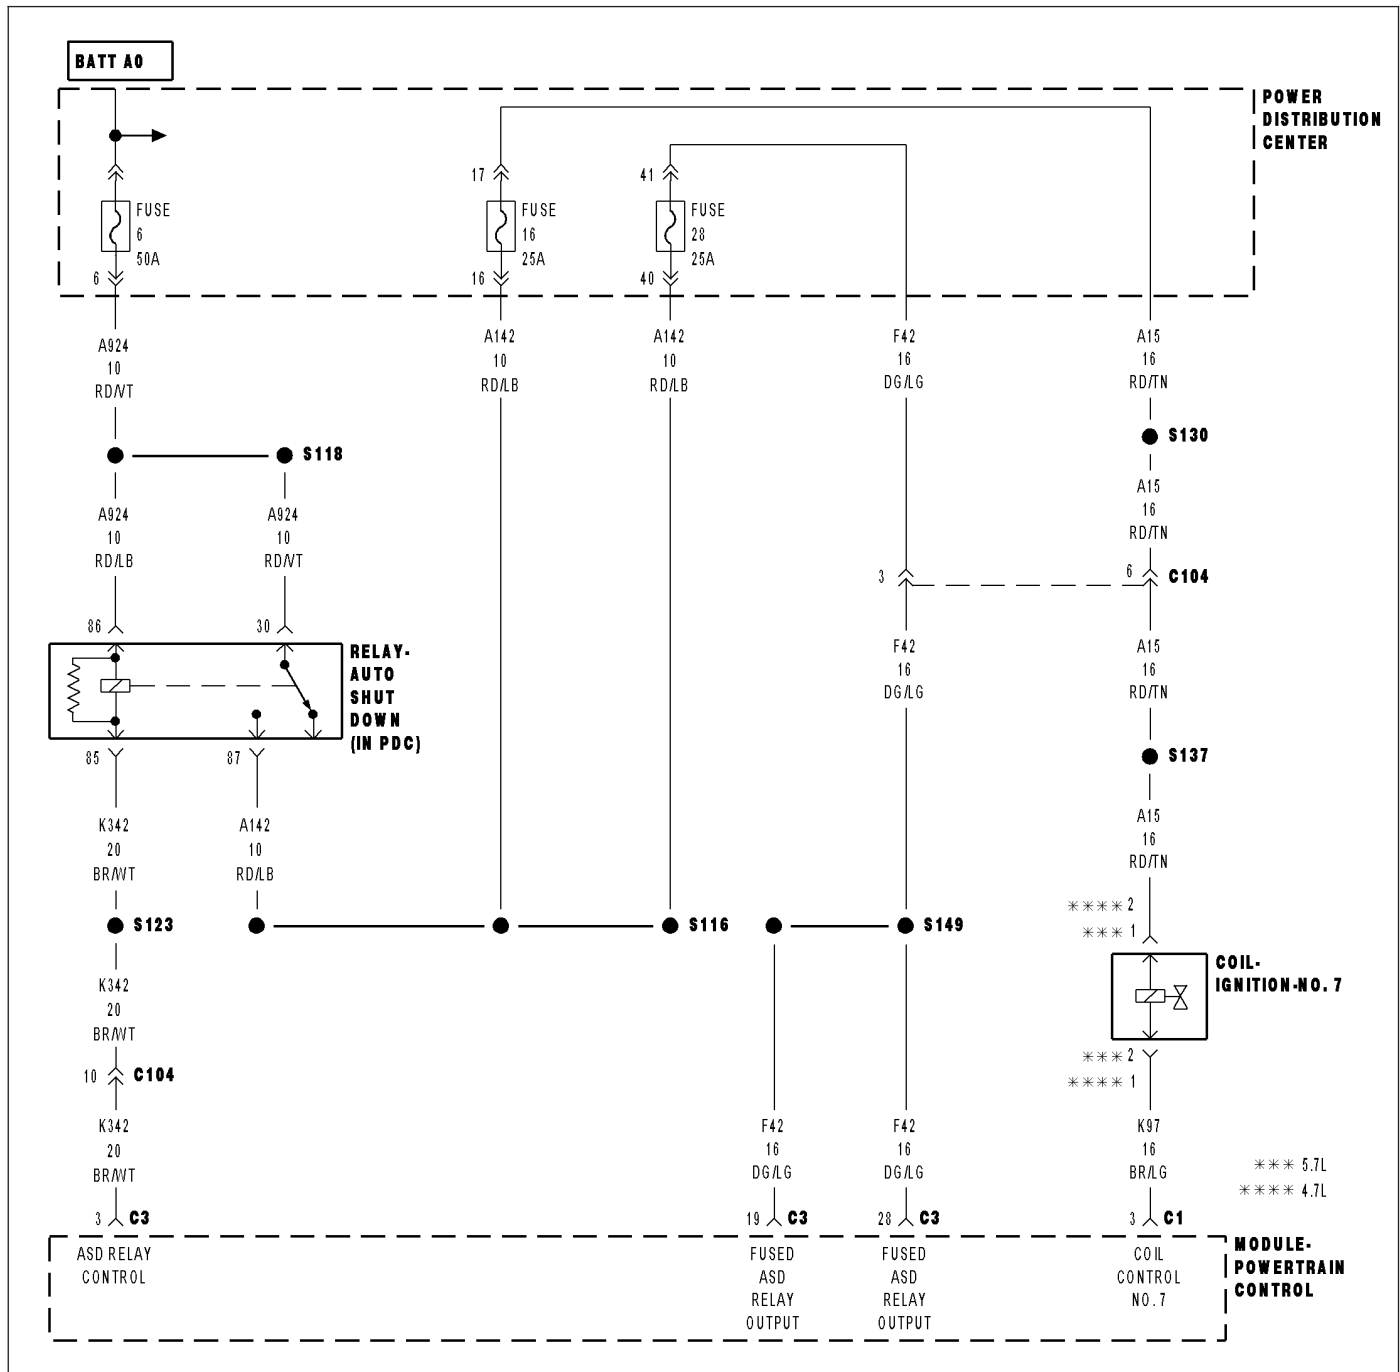 BATT A0
POWER
DISTRIBUTION
CENTER
17
41
FUSE
6
50A
FUSE
16
25A
FUSE
28
25A
6
16
40
A924
10
RD/VT
A142
10
RD/LB
A142
10
RD/LB
F42
16
DG/LG
A15
16
RD/TN
S118
S130
A924
10
RD/LB
A924
10
RD/VT
A15
16
RD/TN
3
6
C104
86
30
RELAY-
AUTO
SHUT
DOWN
(IN PDC)
F42
16
DG/LG
A15
16
RD/TN
85
87
S137
K342
20
BR/WT
A142
10
RD/LB
A15
16
RD/TN
**** 2
*** 1
S123
S116
S149
COIL-
IGNITION-NO. 7
K342
20
BR/WT
*** 2
**** 1
10
C104
K342
20
BR/WT
F42
16
DG/LG
F42
16
DG/LG
K97
16
BR/LG
*** 5.7L
**** 4.7L
3
C3
19
C3
28
C3
3
C1
ASD RELAY
CONTROL
FUSED
ASD
RELAY
OUTPUT
FUSED
ASD
RELAY
OUTPUT
COIL
CONTROL
NO. 7
MODULE-
POWERTRAIN
CONTROL